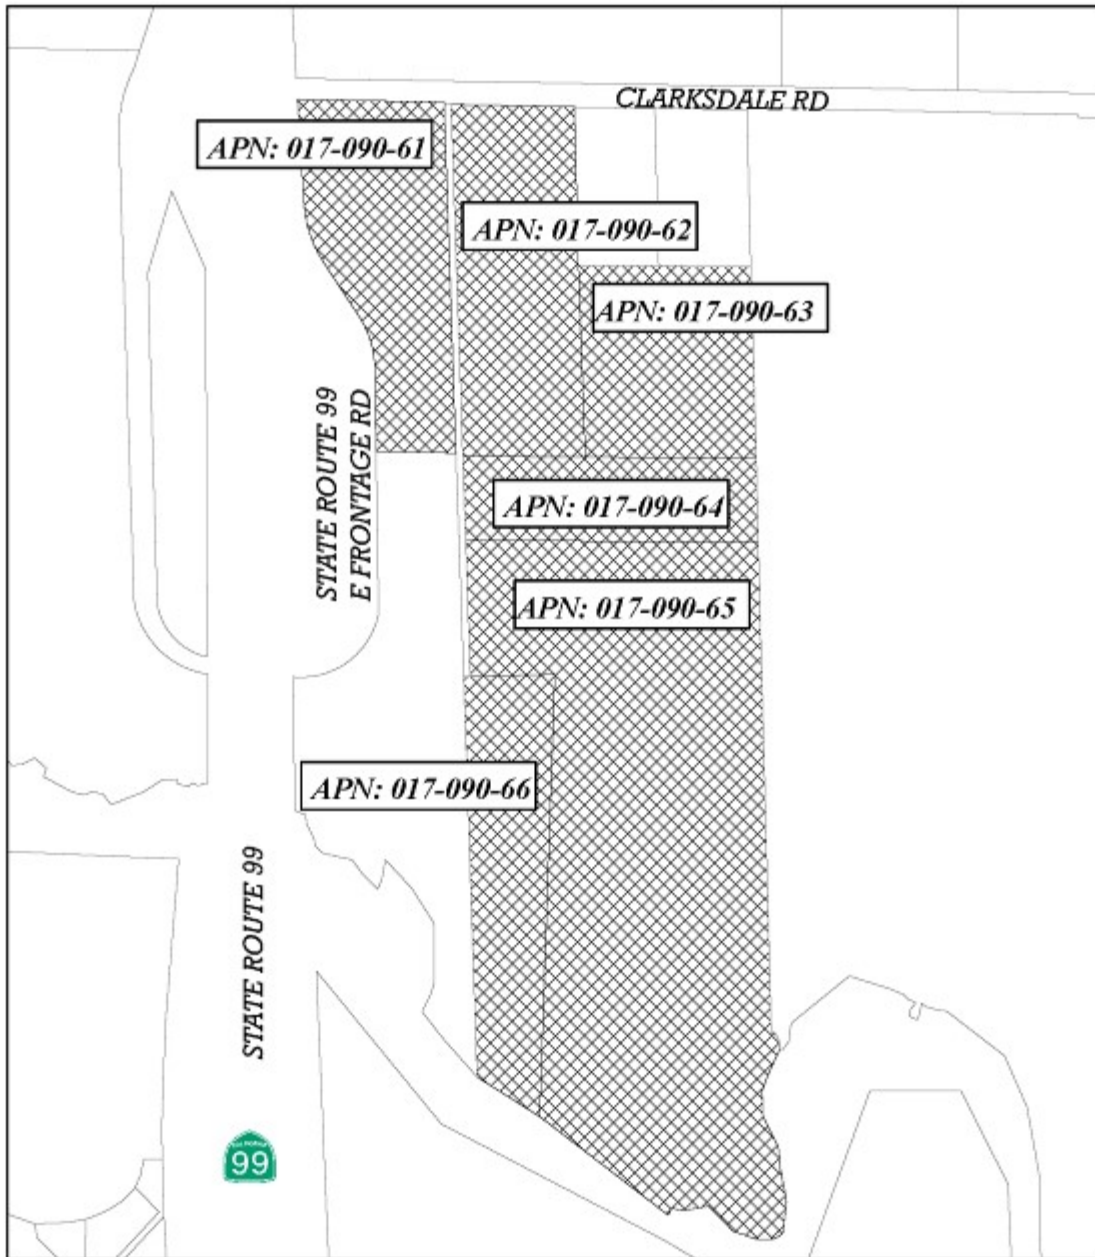 CLARKSDALE RD
APN: 017-090-61
APN: 017-090-62
APN: 017-090-63
STATE ROUTE 99
E FRONTAGE RD
APN: 017-090-64
APN: 017-090-65
APN: 017-090-66
STATE ROUTE 99
99